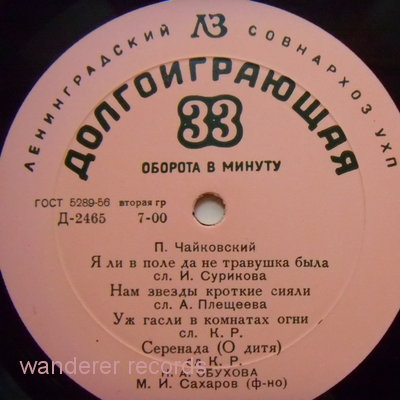 ЛЕНИНГРАДСКИЙ ЛЗ СОВНАРХОЗ УХП
ДОЛГОИГРАЮЩАЯ
33
ОБОРОТА В МИНУТУ
ГОСТ 5289-56 вторая гр
Д-2465 7-00
П. Чайковский
Я ли в поле да не травушка была
сл. И. Сурикова
Нам звезды кроткие сияли
сл. А. Плещеева
Уж гасли в комнатах огни
сл. К. Р.
Серенада (О дитя)
К. Р.
А. ОБУХОВА
М. И. Сахаров (ф-но)
wanderer records